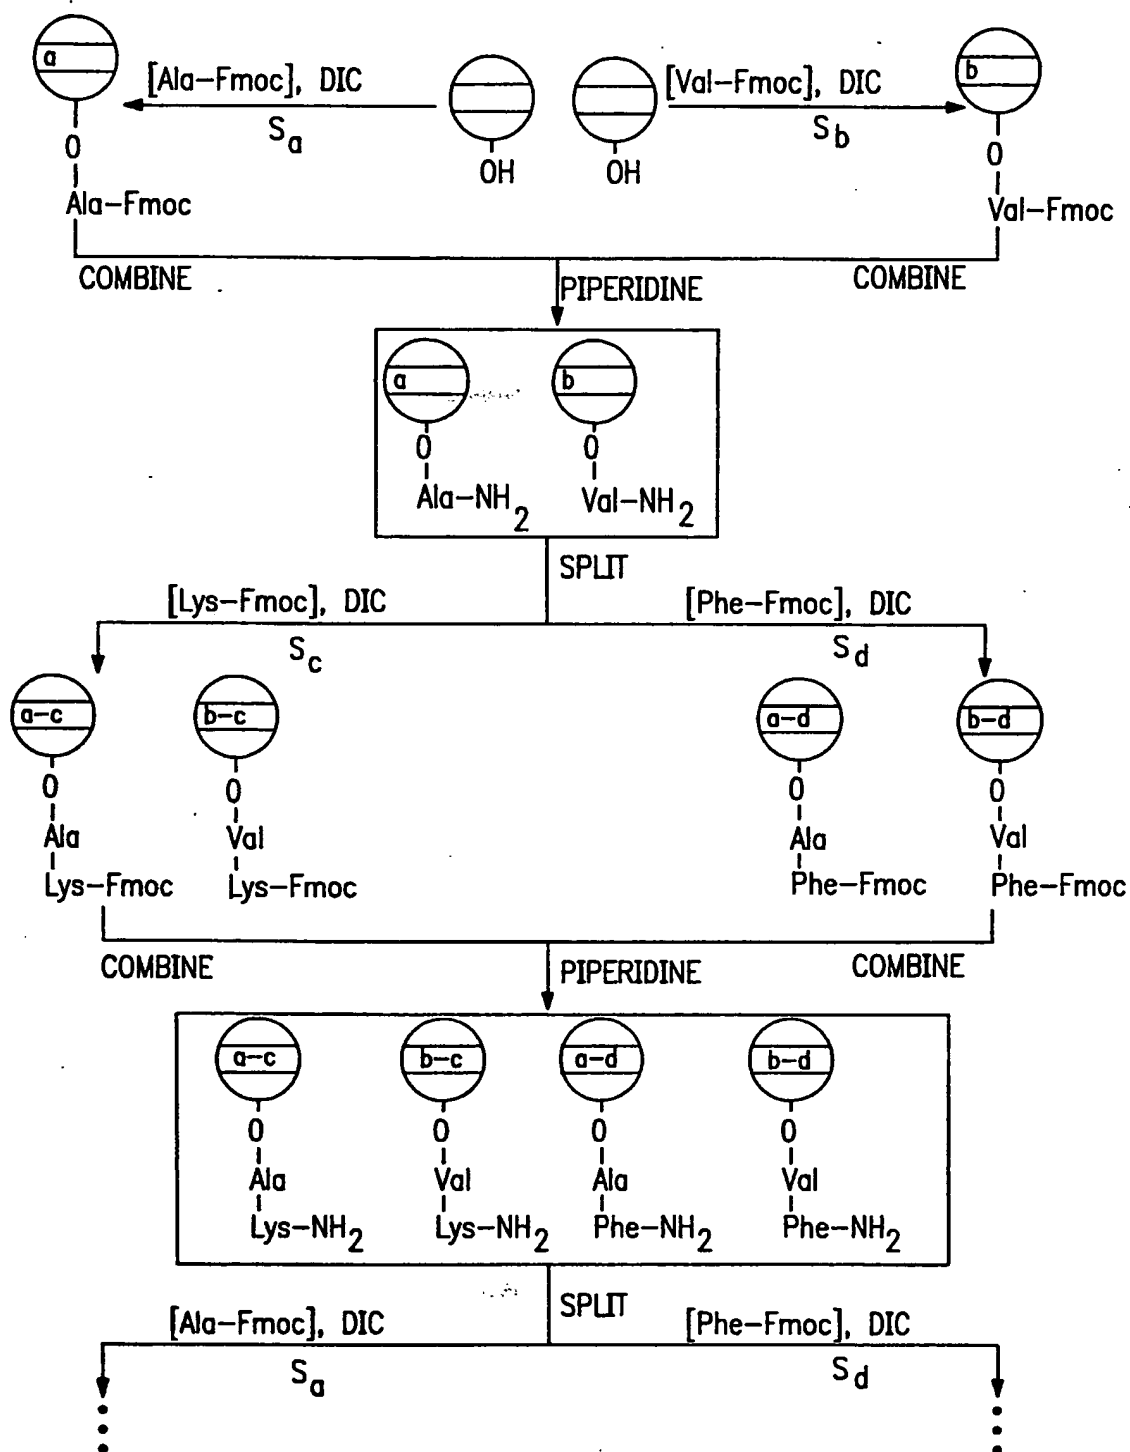 a
[Ala-Fmoc], DIC
[Val-Fmoc], DIC
b
Sa
Sb
O
OH
OH
O
Ala-Fmoc
Val-Fmoc
COMBINE
PIPERIDINE
COMBINE
a
b
O
O
Ala-NH2
Val-NH2
SPLIT
[Lys-Fmoc], DIC
[Phe-Fmoc], DIC
Sc
Sd
a-c
b-c
a-d
b-d
O
O
O
O
Ala
Val
Ala
Val
Lys-Fmoc
Lys-Fmoc
Phe-Fmoc
Phe-Fmoc
COMBINE
PIPERIDINE
COMBINE
a-c
b-c
a-d
b-d
O
O
O
O
Ala
Val
Ala
Val
Lys-NH2
Lys-NH2
Phe-NH2
Phe-NH2
SPLIT
[Ala-Fmoc], DIC
[Phe-Fmoc], DIC
Sa
Sd